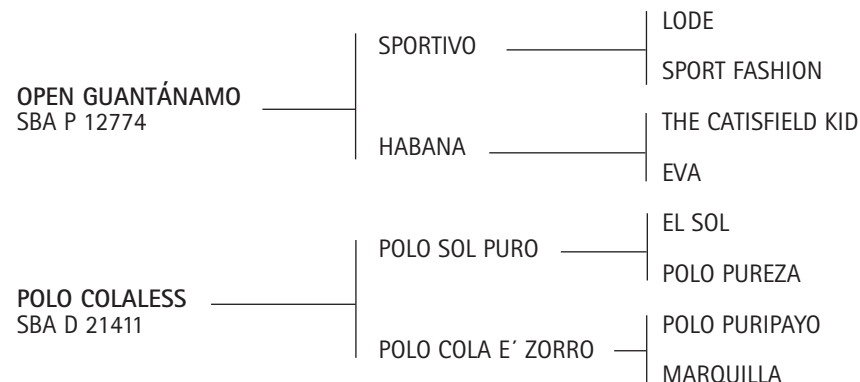 LODE
SPORTIVO
SPORT FASHION
OPEN GUANTÁNAMO
SBA P 12774
THE CATISFIELD KID
HABANA
EVA
EL SOL
POLO SOL PURO
POLO PUREZA
POLO COLALESS
SBA D 21411
POLO PURIPAYO
POLO COLA E´ ZORRO
MARQUILLA